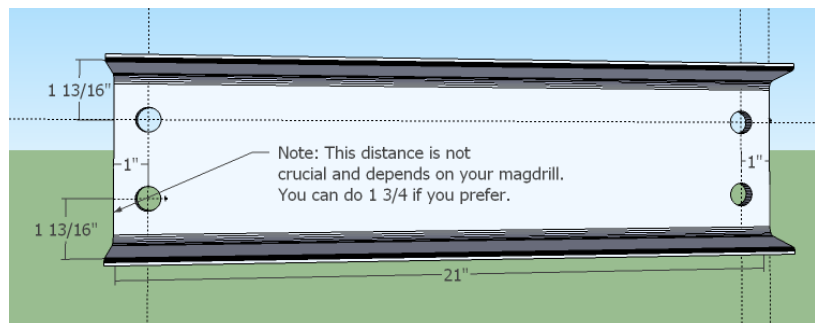 1 13/16"
1"
Note: This distance is not
crucial and depends on your magdrill.
You can do 1 3/4 if you prefer.
1"
1 13/16"
21"